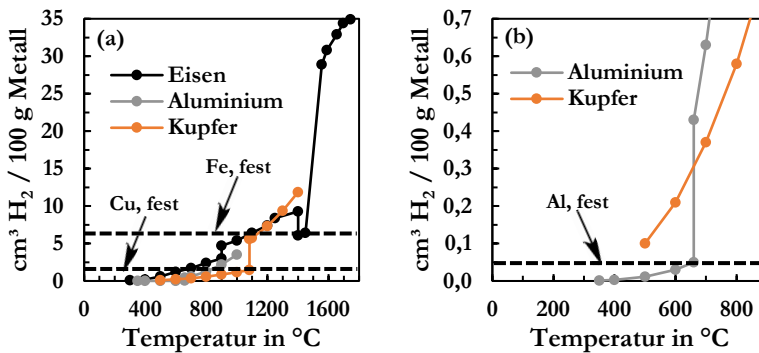 (a)
35
30
25
20
15
10
5
0
cm³ H₂ / 100 g Metall
Eisen
Aluminium
Kupfer
Fe, fest
Cu, fest
0 400 800 1200 1600
Temperatur in °C
(b)
0,7
0,6
0,5
0,4
0,3
0,2
0,1
0,0
cm³ H₂ / 100 g Metall
Aluminium
Kupfer
Al, fest
0 200 400 600 800
Temperatur in °C